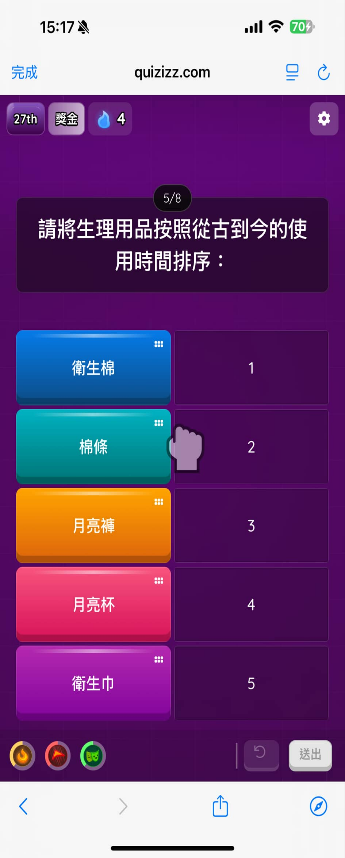 15:17
70
完成
quizizz.com
27th
獎金
4
5/8
請將生理用品按照從古到今的使
用時間排序：
衛生棉
1
棉條
2
月亮褲
3
月亮杯
4
衛生巾
5
送出